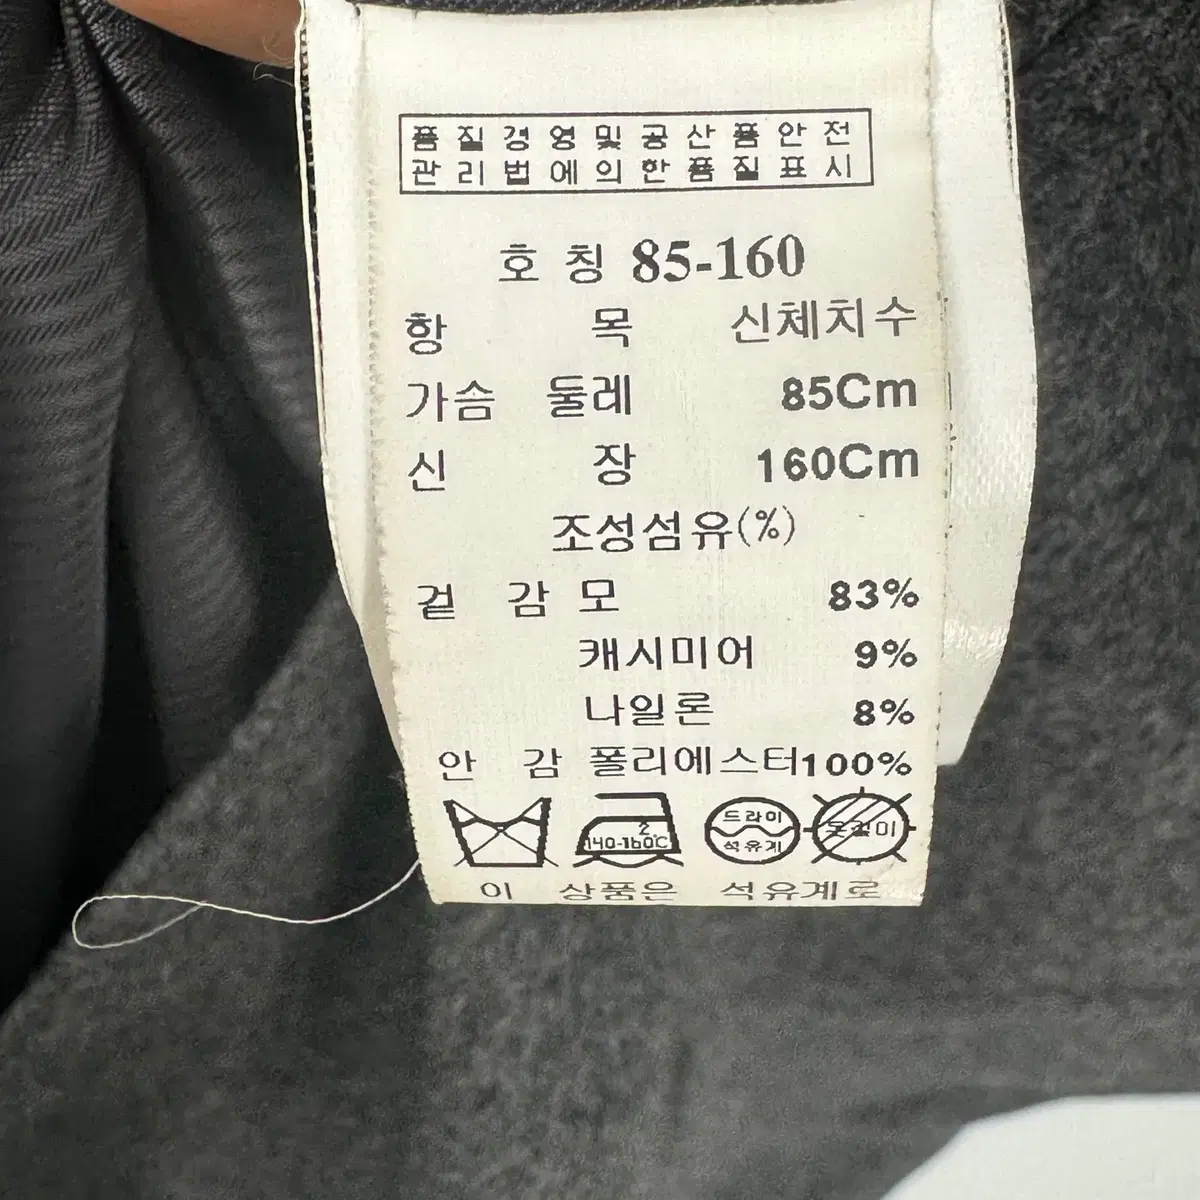 품질경영및공산품안전
관리법에의한품질표시
호칭 85-160
항 목 신체치수
가슴 둘레 85Cm
신 장 160Cm
조성섬유(%)
겉 감 모 83%
캐시미어 9%
나일론 8%
안 감 폴리에스터100%
2
140-160℃
드라이
석유계
이 상품은 석유계로